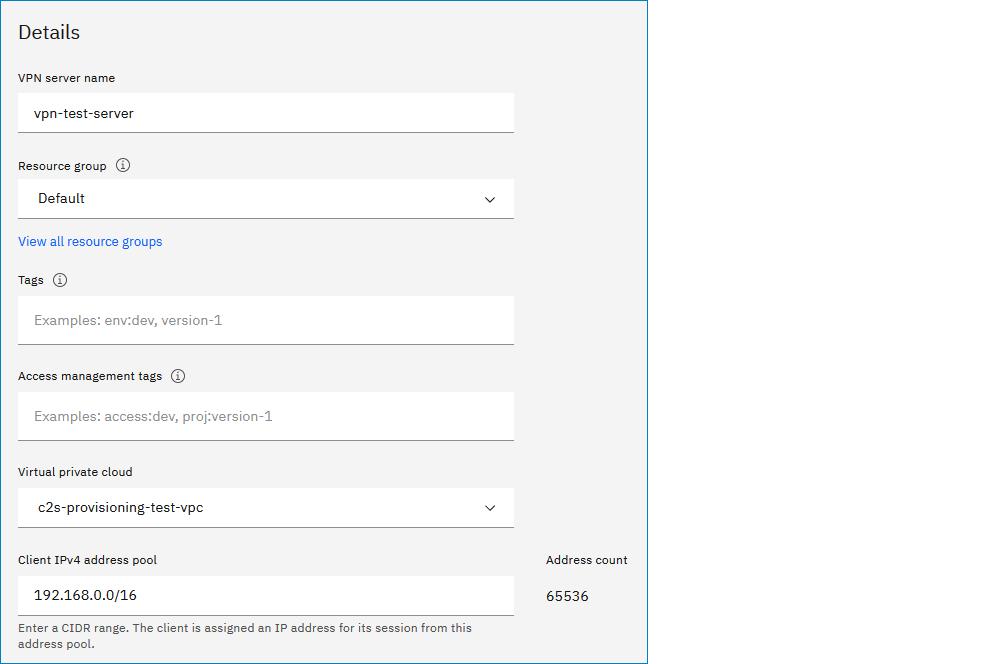 Details
VPN server name
vpn-test-server
Resource group
Default
View all resource groups
Tags
Examples: env:dev, version-1
Access management tags
Examples: access:dev, proj:version-1
Virtual private cloud
c2s-provisioning-test-vpc
Client IPv4 address pool
Address count
192.168.0.0/16
65536
Enter a CIDR range. The client is assigned an IP address for its session from this
address pool.